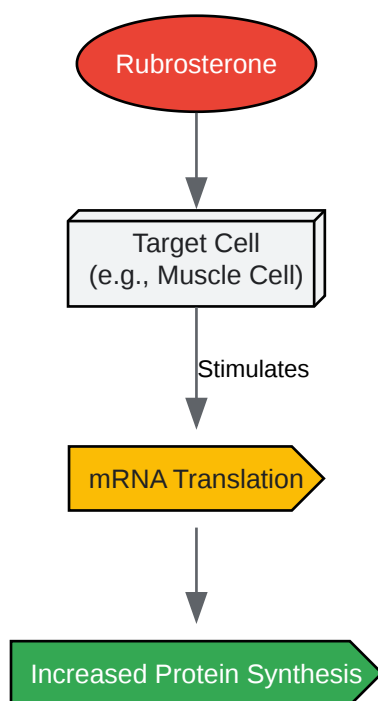 Rubrosterone
Target Cell
(e.g., Muscle Cell)
Stimulates
mRNA Translation
Increased Protein Synthesis